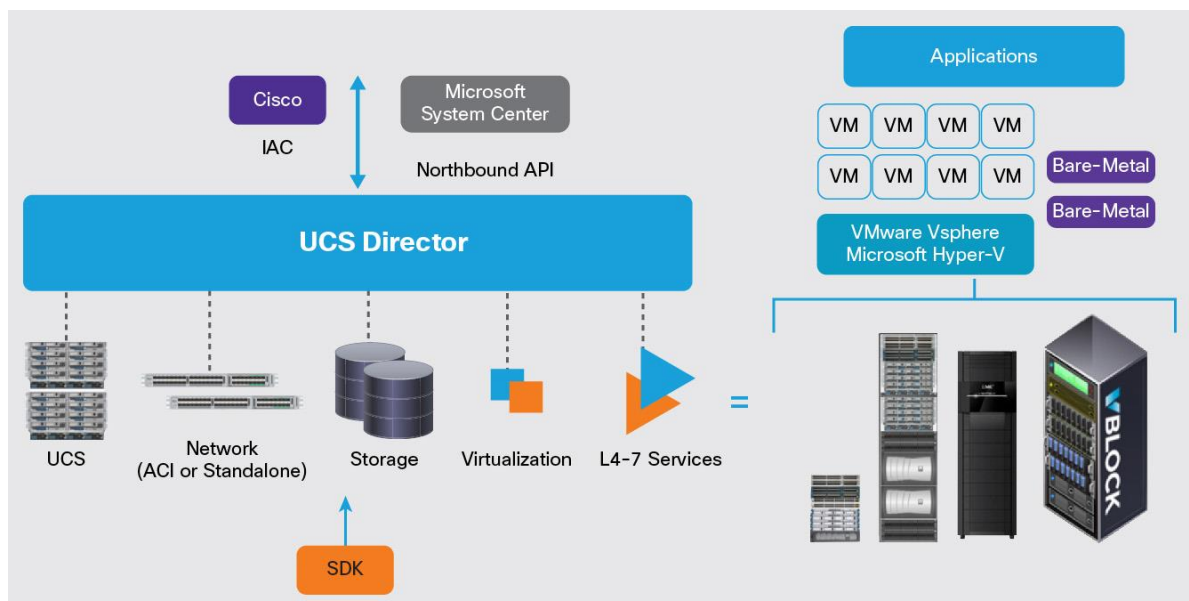 Cisco
IAC
Microsoft
System Center
Northbound API
UCS Director
UCS
Network
(ACI or Standalone)
Storage
Virtualization
L4-7 Services
SDK
=
Applications
VM VM VM VM
VM VM VM VM
Bare-Metal
Bare-Metal
VMware Vsphere
Microsoft Hyper-V
EMC
VBLOCK